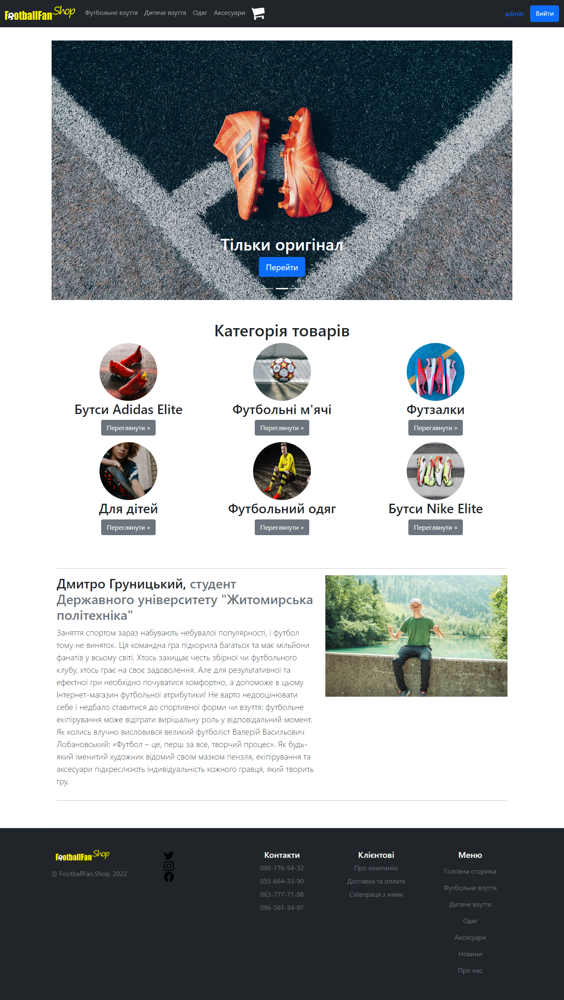 FootballFan.Shop
Футбольне взуття Дитяче взуття Одяг Аксесуари
admin Вийти
Тільки оригінал
Перейти
Категорія товарів
Бутси Adidas Elite Футбольні м'ячі Футзалки
Переглянути » Переглянути » Переглянути »
Для дітей Футбольний одяг Бутси Nike Elite
Переглянути » Переглянути » Переглянути »
Дмитро Груницький, студент
Державного університету "Житомирська
політехніка"
Заняття спортом зараз набувають небувалої популярності, і футбол
тому не виняток. Ця командна гра підкорила багатьох та має мільйони
фанатів у всьому світі. Хтось захищає честь збірної чи футбольного
клубу, хтось грає на своє задоволення. Але для результативної та
ефектної гри необхідно почуватися комфортно, а допоможе в цьому
Інтернет-магазин футбольної атрибутики! Не варто недооцінювати
себе і недбало ставитися до спортивної форми чи взуття: футбольне
екіпірування може відіграти вирішальну роль у відповідальний момент.
Як колись влучно висловився великий футболіст Валерій Васильович
Лобановський: «Футбол – це, перш за все, творчий процес». Як будь-
який іменитий художник відомий своїм мазком пензля, екіпірування та
аксесуари підкреслюють індивідуальність кожного гравця, який творить
гру.
FootballFan.Shop
© FootballFan.Shop, 2022
Контакти
098-776-54-32
055-664-33-90
063-777-71-88
096-361-34-87
Клієнтові
Про компанію
Доставка та оплата
Співпраця з нами
Меню
Головна сторінка
Футбольне взуття
Дитяче взуття
Одяг
Аксесуари
Новини
Про нас